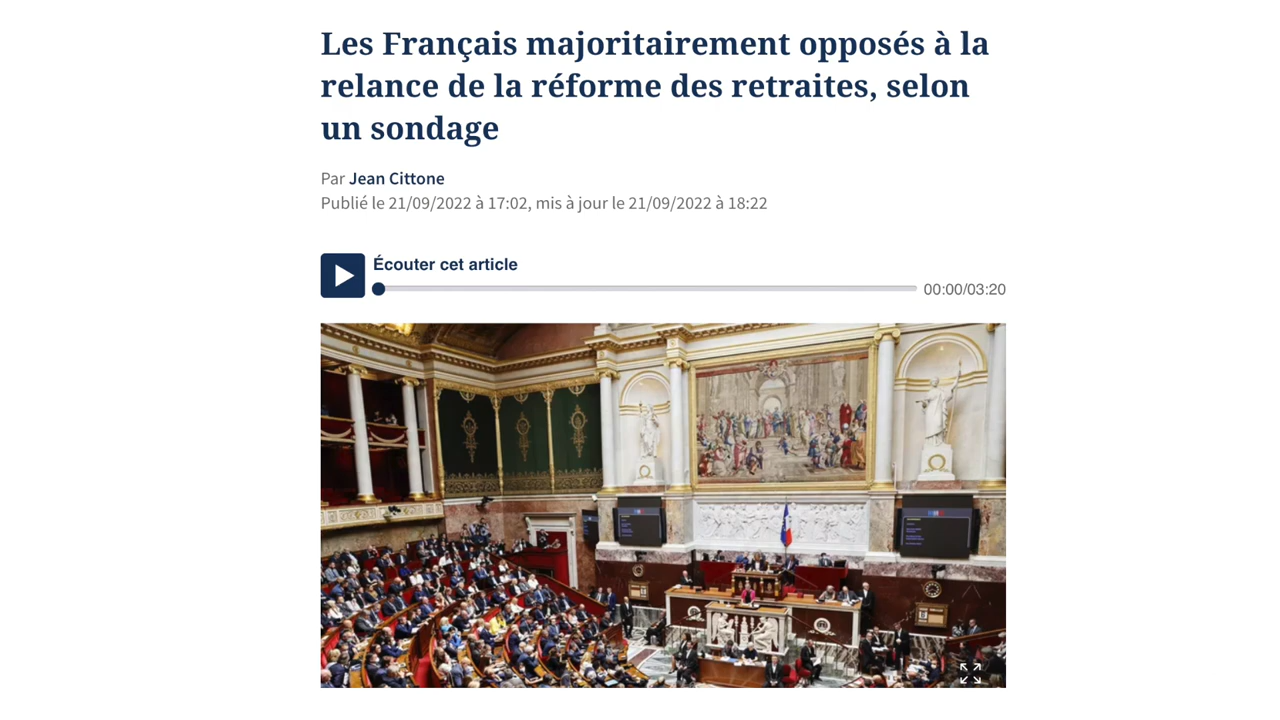 Les Français majoritairement opposés à la
relance de la réforme des retraites, selon
un sondage
Par Jean Cittone
Publié le 21/09/2022 à 17:02, mis à jour le 21/09/2022 à 18:22
Écouter cet article
00:00/03:20